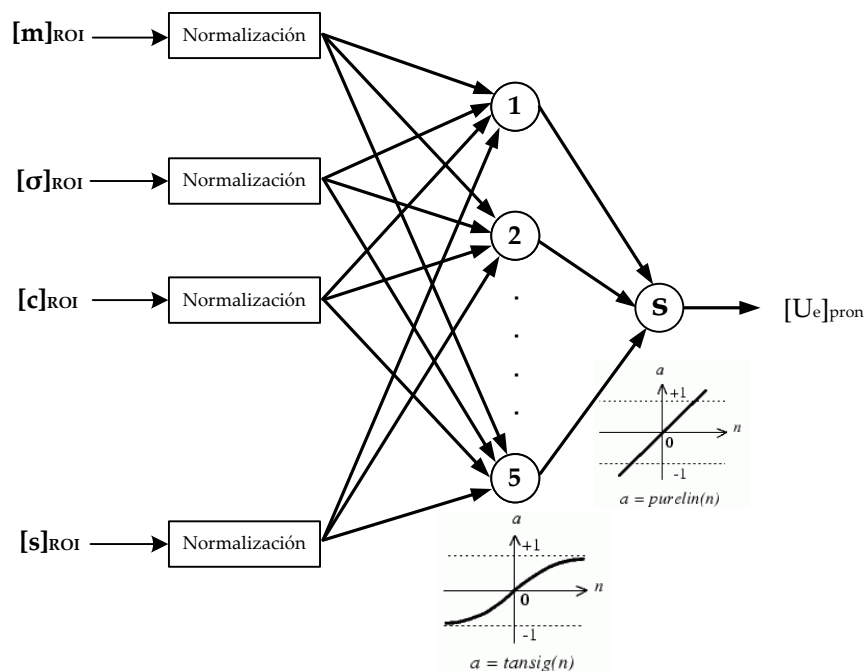 [m]ROI
Normalización
1
[σ]ROI
Normalización
2
[c]ROI
Normalización
s
[Ue]pron
a
+1
n
0
-1
a = purelin(n)
5
[s]ROI
Normalización
a
+1
n
0
-1
a = tansig(n)